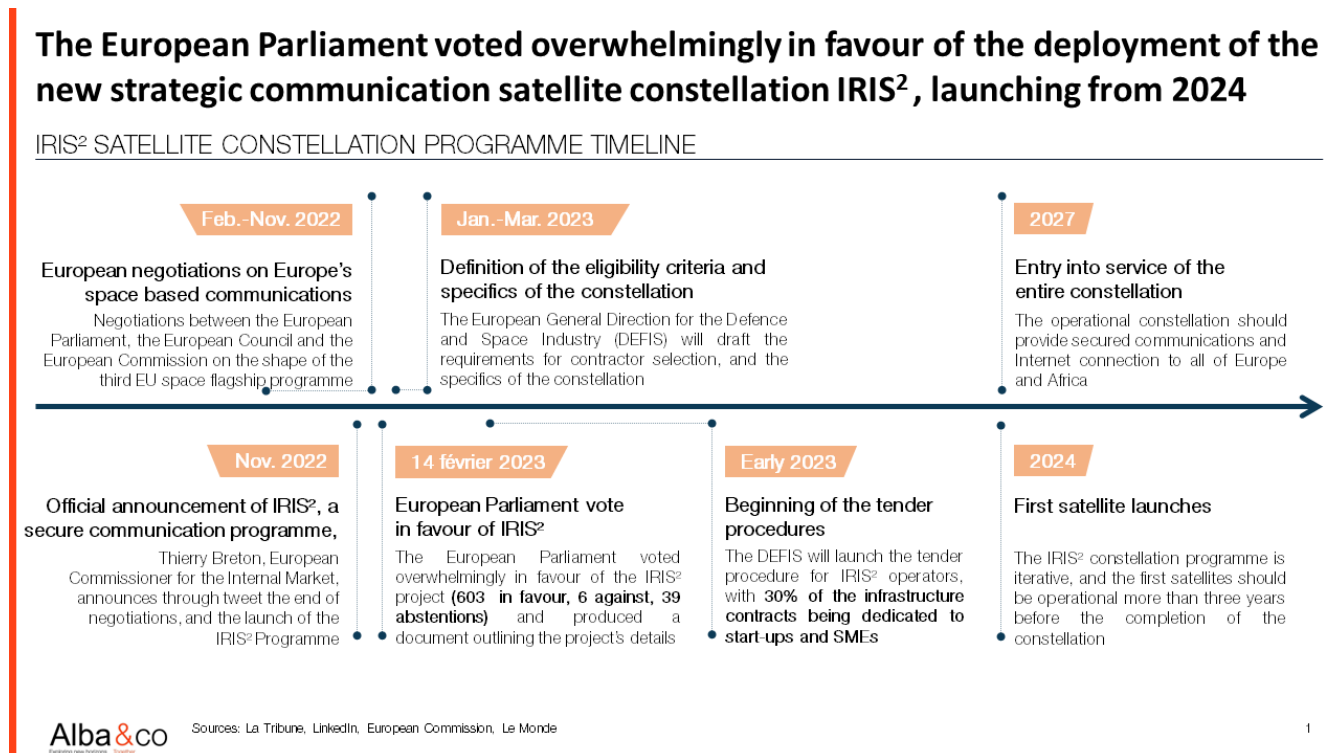 The European Parliament voted overwhelmingly in favour of the deployment of the
new strategic communication satellite constellation IRIS², launching from 2024
IRIS² SATELLITE CONSTELLATION PROGRAMME TIMELINE
Feb.-Nov. 2022
European negotiations on Europe's
space based communications
Negotiations between the European
Parliament, the European Council and the
European Commission on the shape of the
third EU space flagship programme
Jan.-Mar. 2023
Definition of the eligibility criteria and
specifics of the constellation
The European General Direction for the Defence
and Space Industry (DEFIS) will draft the
requirements for contractor selection, and the
specifics of the constellation
2027
Entry into service of the
entire constellation
The operational constellation should
provide secured communications and
Internet connection to all of Europe
and Africa
Nov. 2022
Official announcement of IRIS², a
secure communication programme,
Thierry Breton, European
Commissioner for the Internal Market,
announces through tweet the end of
negotiations, and the launch of the
IRIS² Programme
14 février 2023
European Parliament vote
in favour of IRIS²
The European Parliament voted
overwhelmingly in favour of the IRIS²
project (603 in favour, 6 against, 39
abstentions) and produced a
document outlining the project's details
Early 2023
Beginning of the tender
procedures
The DEFIS will launch the tender
procedure for IRIS² operators,
with 30% of the infrastructure
contracts being dedicated to
start-ups and SMEs
2024
First satellite launches
The IRIS² constellation programme is
iterative, and the first satellites should
be operational more than three years
before the completion of the
constellation
Alba&co
Exploring new horizons. Together
Sources: La Tribune, LinkedIn, European Commission, Le Monde
1